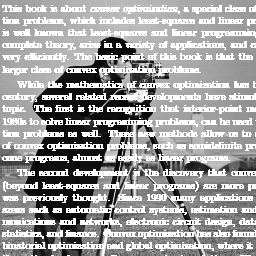 This book is about convex optimization, a special class of
tion problems, which includes least-squares and linear pr
is well known that least-squares and linear programming
complete theory, arise in a variety of applications, and c
very efficiently. The basic point of this book is that the
larger class of convex optimization problems.
While the mathematics of convex optimization has b
century, several related recent developments have stimul
topic. The first is the recognition that interior-point me
1980s to solve linear programming problems, can be used t
tion problems as well. These new methods allow us to s
of convex optimization problems, such as semidefinite pr
cone programs, almost as easily as linear programs.
The second development is the discovery that conve
(beyond least-squares and linear programs) are more pr
was previously thought. Since 1990 many applications
areas such as automatic control systems, estimation and
munications and networks, electronic circuit design, data
statistics, and finance. Convex optimization has also found
binatorial optimization and global optimization, where it